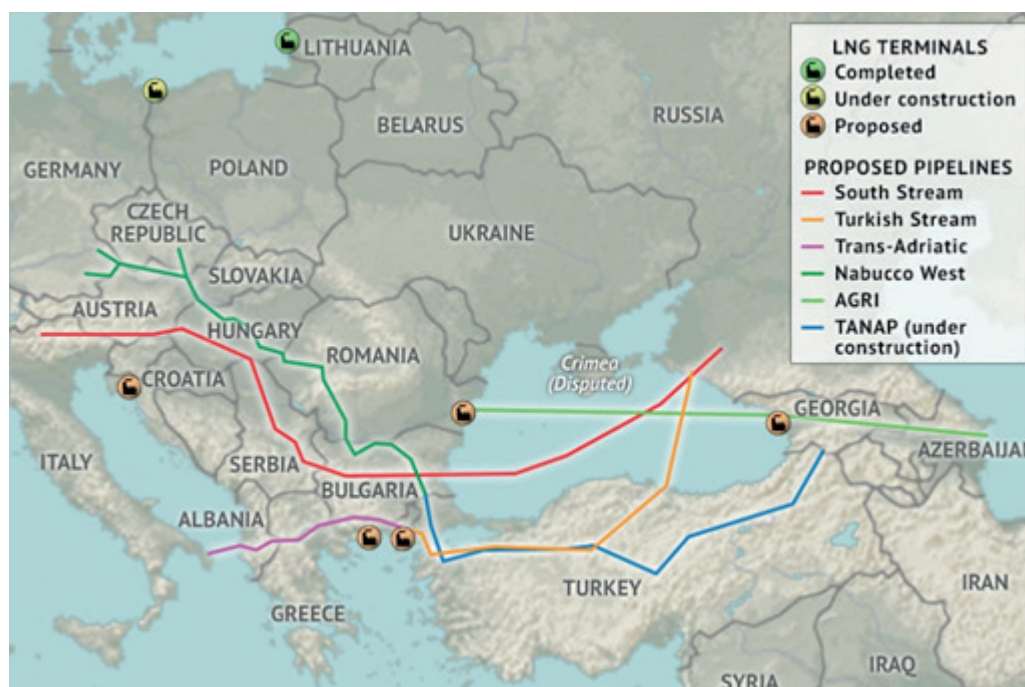 LNG TERMINALS
Completed
Under construction
Proposed
PROPOSED PIPELINES
South Stream
Turkish Stream
Trans-Adriatic
Nabucco West
AGRI
TANAP (under
construction)
LITHUANIA
RUSSIA
BELARUS
GERMANY
POLAND
CZECH
REPUBLIC
UKRAINE
SLOVAKIA
AUSTRIA
HUNGARY
ROMANIA
Crimea
(Disputed)
CROATIA
GEORGIA
AZERBAIJAN
ITALY
SERBIA
BULGARIA
ALBANIA
TURKEY
IRAN
GREECE
SYRIA
IRAQ